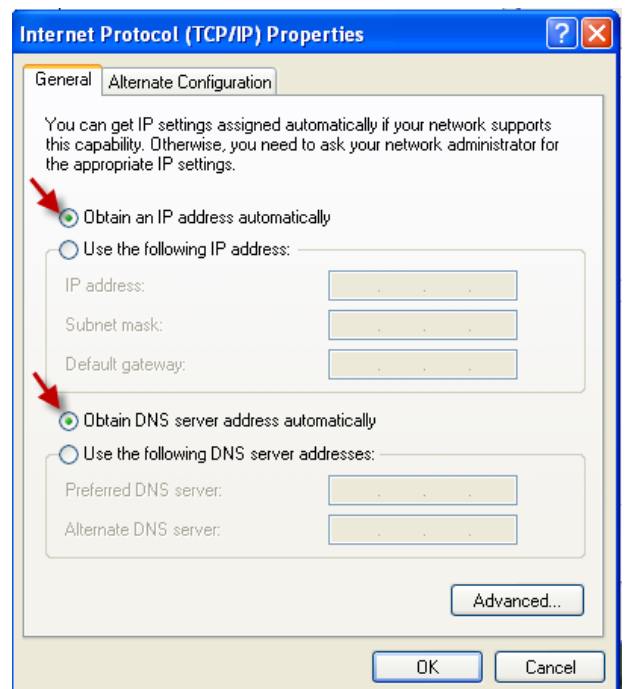 Internet Protocol (TCP/IP) Properties
General
Alternate Configuration
You can get IP settings assigned automatically if your network supports
this capability. Otherwise, you need to ask your network administrator for
the appropriate IP settings.
Obtain an IP address automatically
Use the following IP address:
IP address:
Subnet mask:
Default gateway:
Obtain DNS server address automatically
Use the following DNS server addresses:
Preferred DNS server:
Alternate DNS server:
Advanced...
OK
Cancel